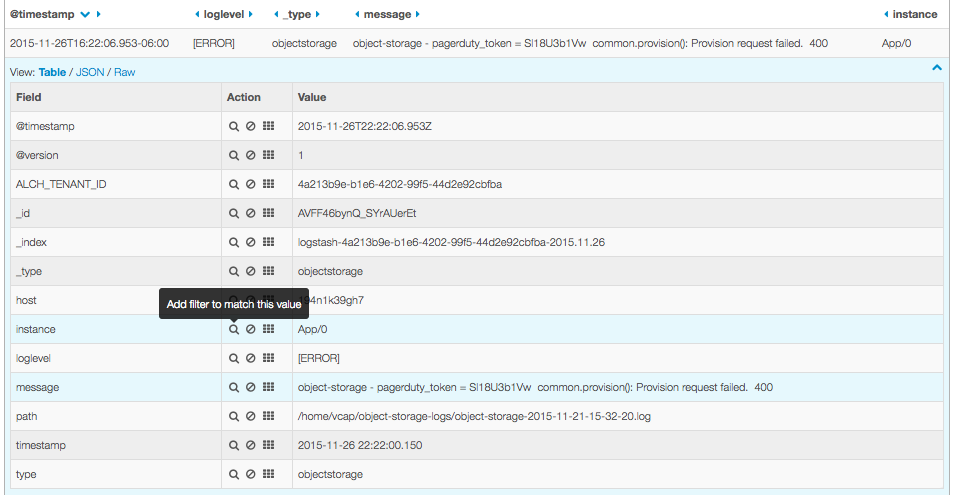 @timestamp loglevel _type message instance
2015-11-26T16:22:06.953-06:00 [ERROR] objectstorage object-storage - pagerduty_token = Sl18U3b1Vw common.provision(): Provision request failed. 400 App/0
View: Table / JSON / Raw
Field Action Value
@timestamp 2015-11-26T22:22:06.953Z
@version 1
ALCH_TENANT_ID 4a213b9e-b1e6-4202-99f5-44d2e92cbfba
_id AVFF46bynQ_SYrAUerEt
_index logstash-4a213b9e-b1e6-4202-99f5-44d2e92cbfba-2015.11.26
_type objectstorage
host 194n1k39gh7
Add filter to match this value
instance App/0
loglevel [ERROR]
message object-storage - pagerduty_token = Sl18U3b1Vw common.provision(): Provision request failed. 400
path /home/vcap/object-storage-logs/object-storage-2015-11-21-15-32-20.log
timestamp 2015-11-26 22:22:00.150
type objectstorage